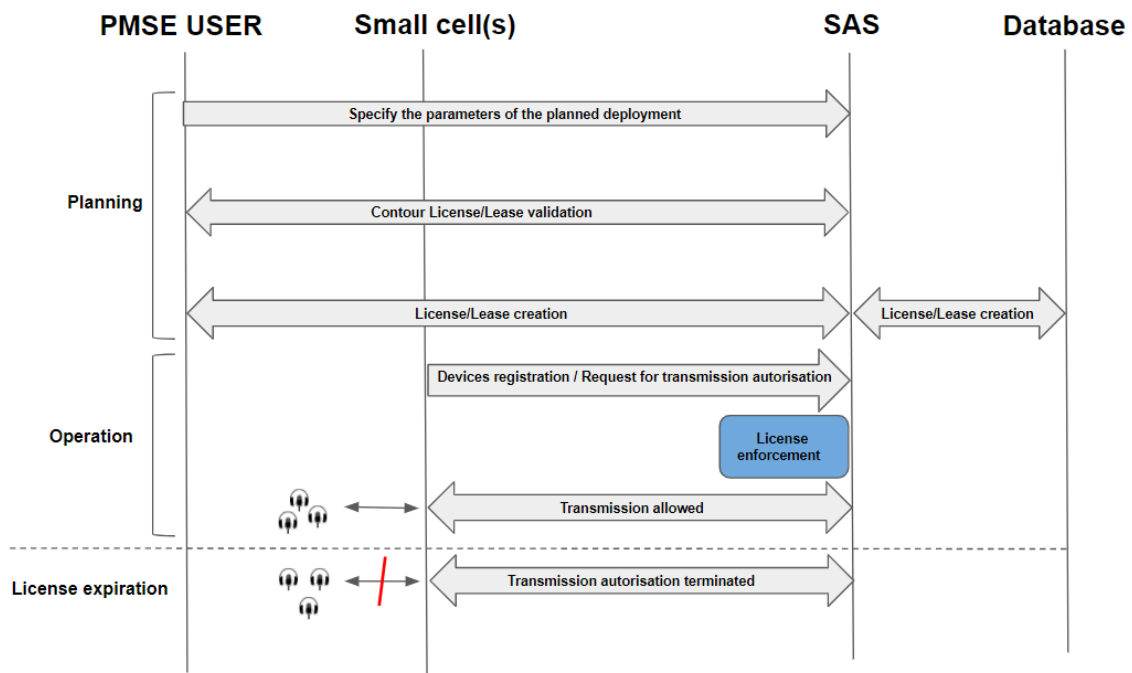 PMSE USER
Small cell(s)
SAS
Database
Specify the parameters of the planned deployment
Planning
Contour License/Lease validation
License/Lease creation
License/Lease creation
Devices registration / Request for transmission autorisation
Operation
License
enforcement
Transmission allowed
License expiration
Transmission autorisation terminated